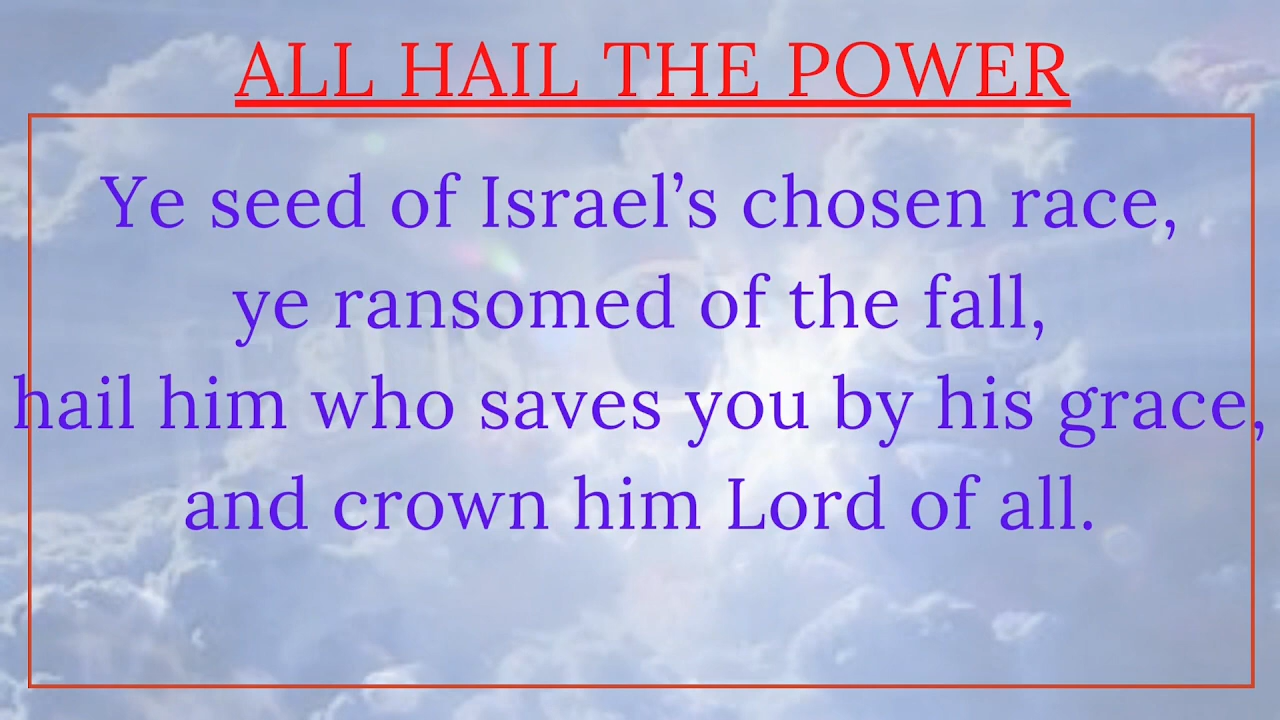 ALL HAIL THE POWER
Ye seed of Israel’s chosen race,
ye ransomed of the fall,
hail him who saves you by his grace,
and crown him Lord of all.